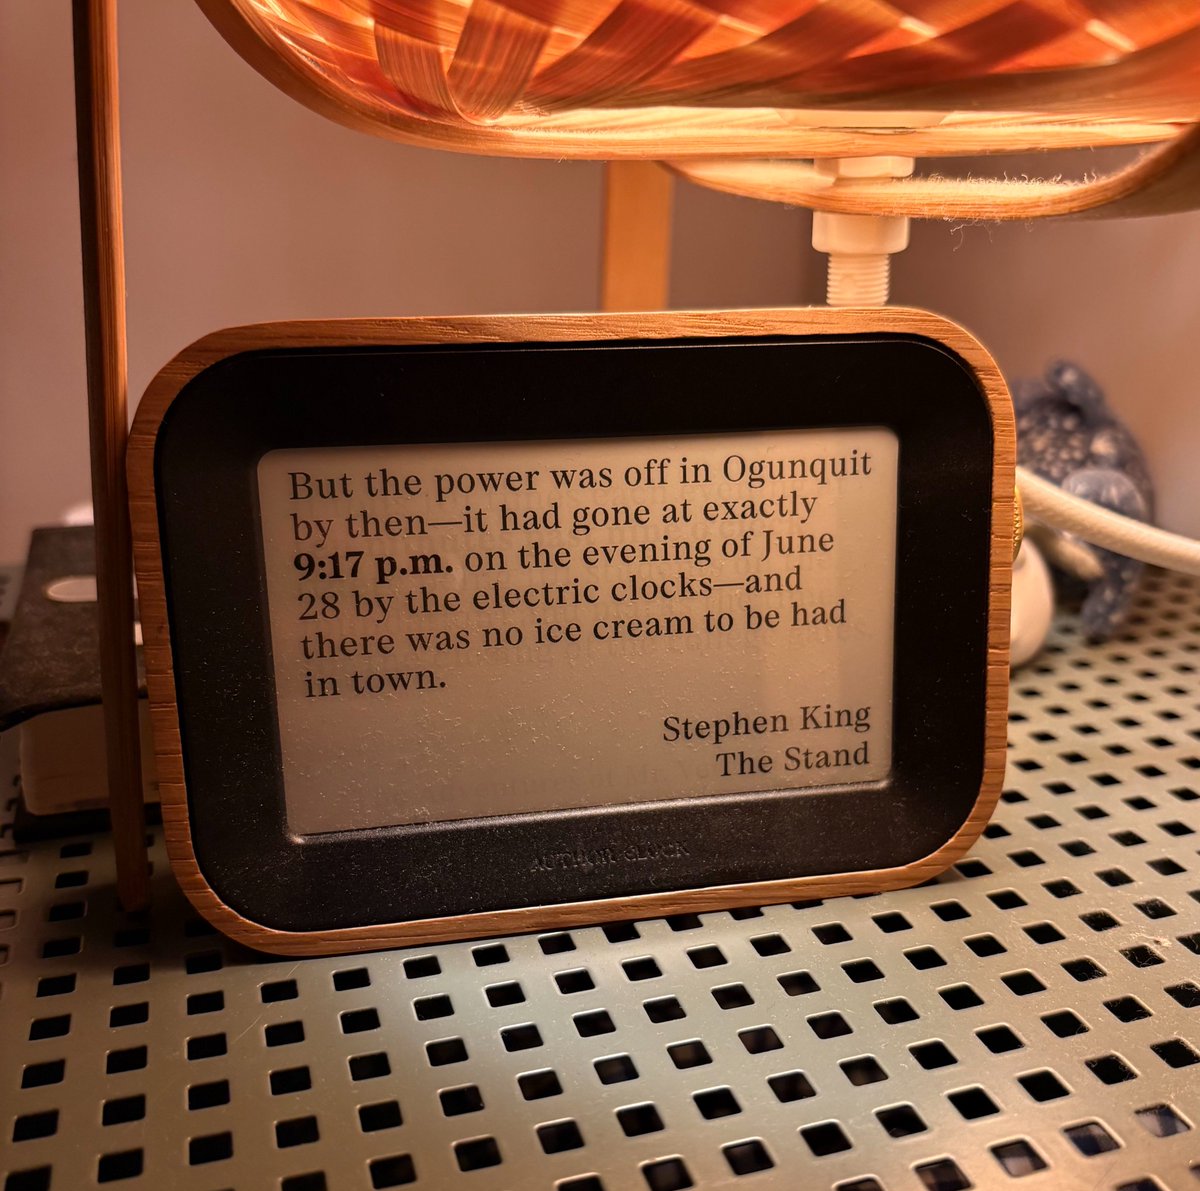 But the power was off in Ogunquit
by then—it had gone at exactly
9:17 p.m. on the evening of June
28 by the electric clocks—and
there was no ice cream to be had
in town.
Stephen King
The Stand
AUTHOR CLOCK